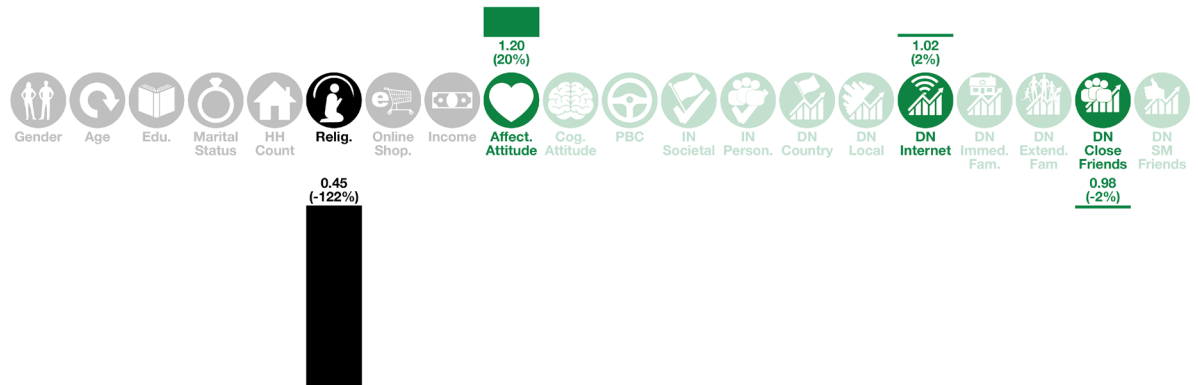 1.20
(20%)
1.02
(2%)
e
Gender
Age
Edu.
Marital
Status
HH
Count
Relig.
Online
Shop.
Income
Affect.
Attitude
Cog.
Attitude
PBC
IN
Societal
IN
Person.
DN
Country
DN
Local
DN
Internet
DN
Immed.
Fam.
DN
Extend.
Fam
DN
Close
Friends
DN
SM
Friends
0.45
(-122%)
0.98
(-2%)